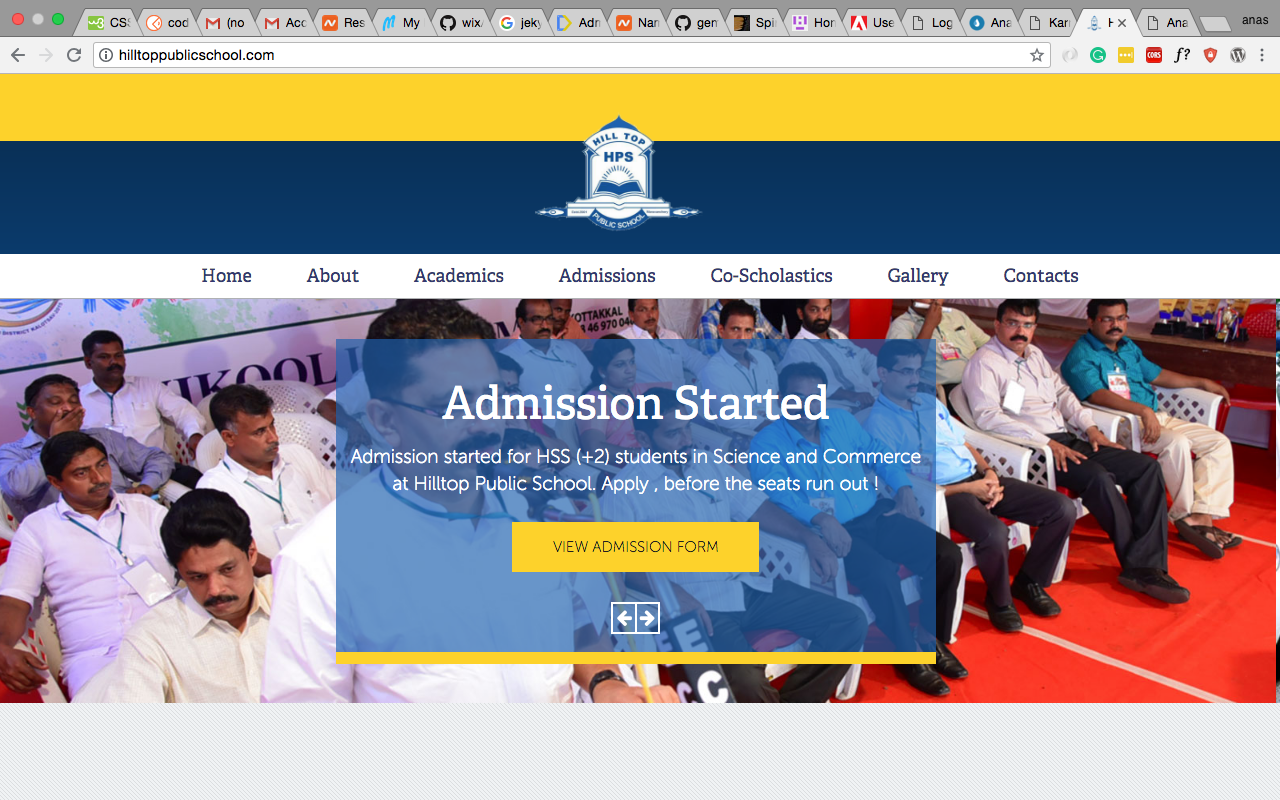 CSS
cod
(no
Acc
Res
My
wix
jek
Adn
Nan
gen
Spi
Hon
Use
Log
Ana
Kar
H
Ana
anas
hilltoppublicschool.com
CORS
f?
HILL TOP
HPS
PUBLIC SCHOOL
Home
About
Academics
Admissions
Co-Scholastics
Gallery
Contacts
OTTAKKAL
46 970 04
IKOOL
Admission Started
Admission started for HSS (+2) students in Science and Commerce
at Hilltop Public School. Apply , before the seats run out !
VIEW ADMISSION FORM